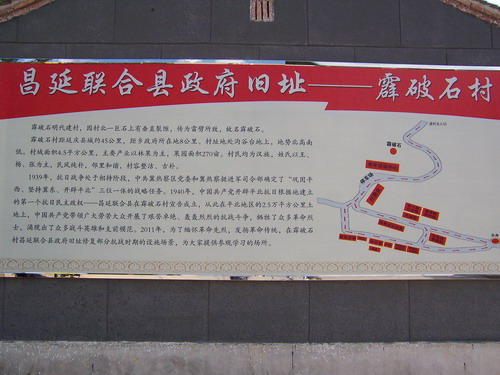 昌延联合县政府旧址——霹破石村
霹破石明代建村，因村北一巨石上有垂直裂缝，传为雷劈所致，故名霹破石。
霹破石村距延庆县城约45公里，距乡政府所在地8公里，村址地处沟谷台地上，地势北高南
低。村域面积4.5平方公里，主要产业以林果为主，果园面积270亩，村民均为汉族，姓氏以王、
杨、张为主，民风纯朴，邻里和谐，村容整洁、古朴。
1939年，抗日战争处于相持阶段，中共冀热察区党委和冀热察挺进军司令部确定了“巩固平
西、坚持冀东、开辟平北”三位一体的战略任务。1940年，中国共产党开辟平北抗日根据地建立
的第一个抗日民主政权——昌延联合县在霹破石村宣告成立，从此在平北地区的2.5万平方公里土
地上，中国共产党带领广大劳苦大众开展了艰苦卓绝、轰轰烈烈的抗战斗争，牺牲了众多革命烈
士，涌现出了众多战斗英雄和支前模范。2011年，为了缅怀革命先烈，发扬革命传统，在霹破石
村昌延联合县政府旧址修复部分抗战时期的设施场景，为大家提供参观学习的场所。
霹破石